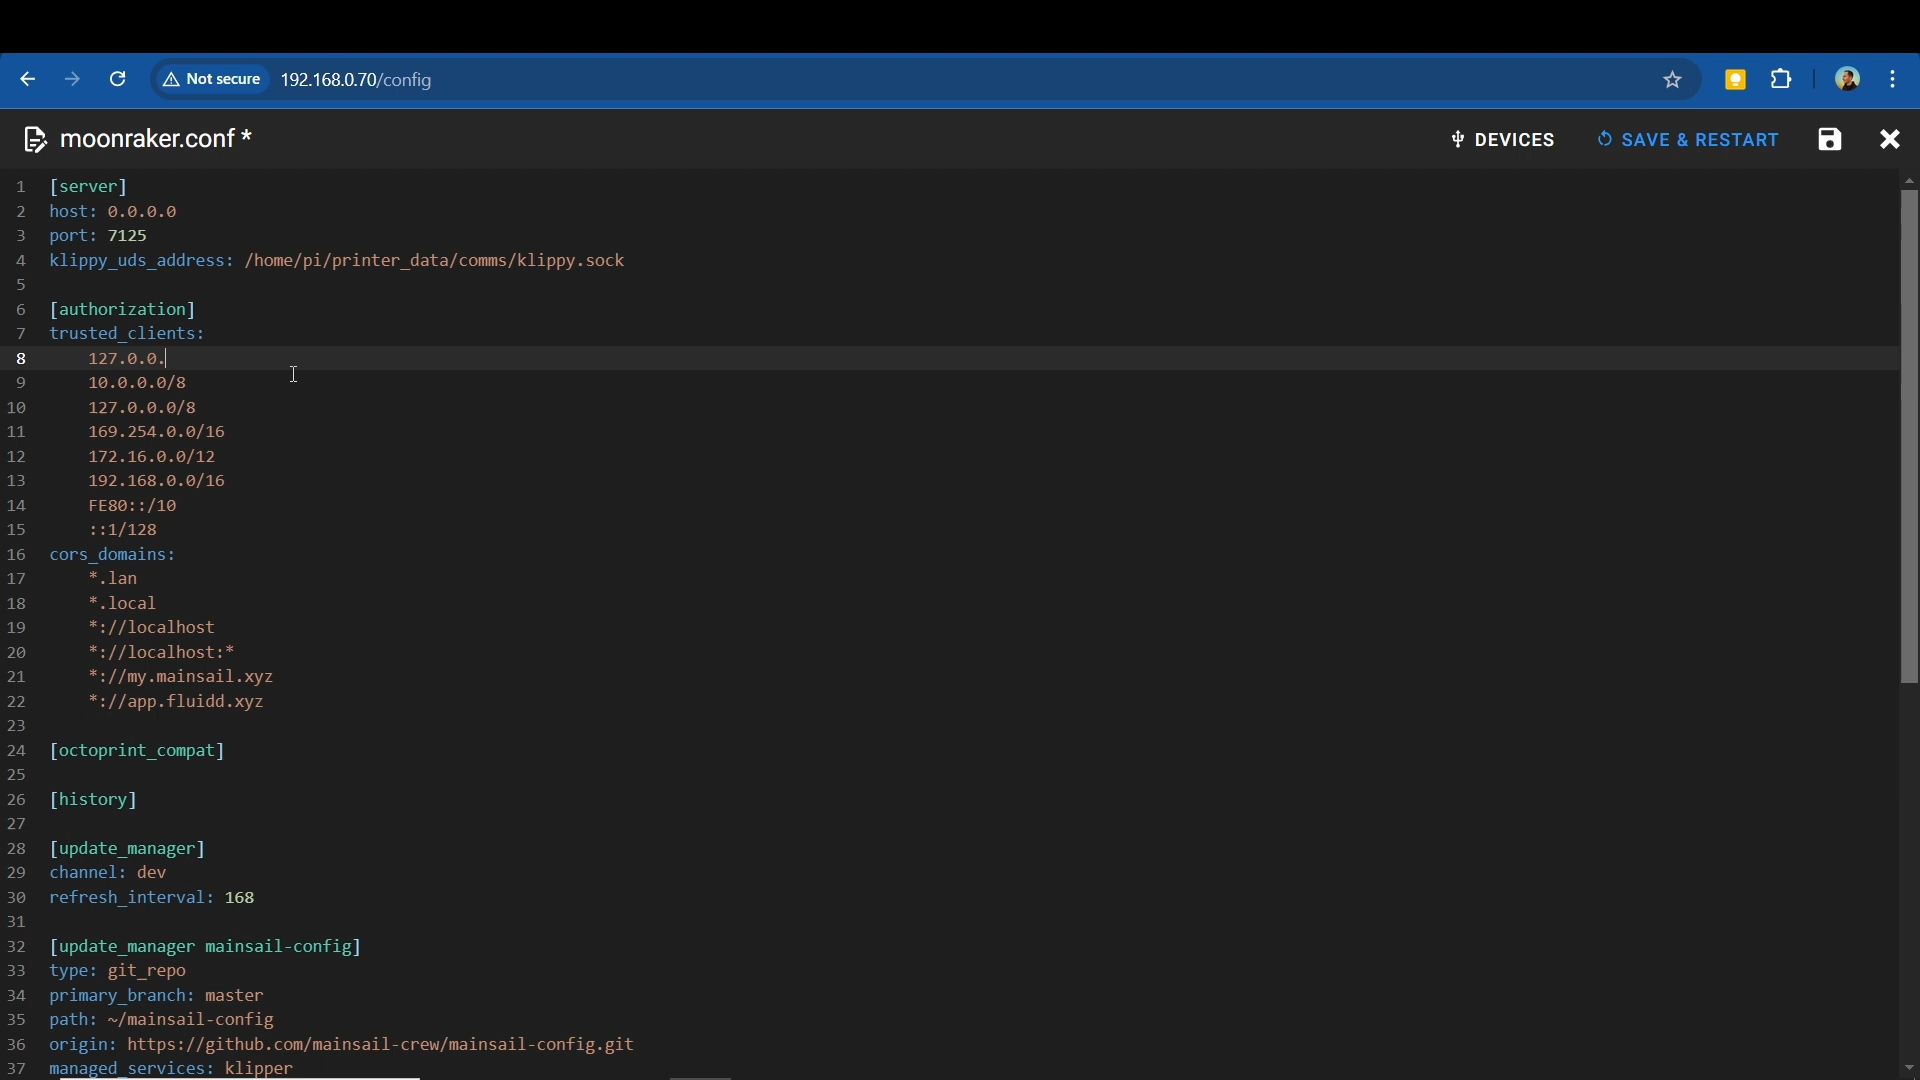 Not secure 192.168.0.70/config
moonraker.conf * DEVICES SAVE & RESTART
1 [server]
2 host: 0.0.0.0
3 port: 7125
4 klippy_uds_address: /home/pi/printer_data/comms/klippy.sock
5
6 [authorization]
7 trusted_clients:
8 127.0.0.
9 10.0.0.0/8
10 127.0.0.0/8
11 169.254.0.0/16
12 172.16.0.0/12
13 192.168.0.0/16
14 FE80::/10
15 ::1/128
16 cors_domains:
17 *.lan
18 *.local
19 *://localhost
20 *://localhost:*
21 *://my.mainsail.xyz
22 *://app.fluidd.xyz
23
24 [octoprint_compat]
25
26 [history]
27
28 [update_manager]
29 channel: dev
30 refresh_interval: 168
31
32 [update_manager mainsail-config]
33 type: git_repo
34 primary_branch: master
35 path: ~/mainsail-config
36 origin: https://github.com/mainsail-crew/mainsail-config.git
37 managed_services: klipper